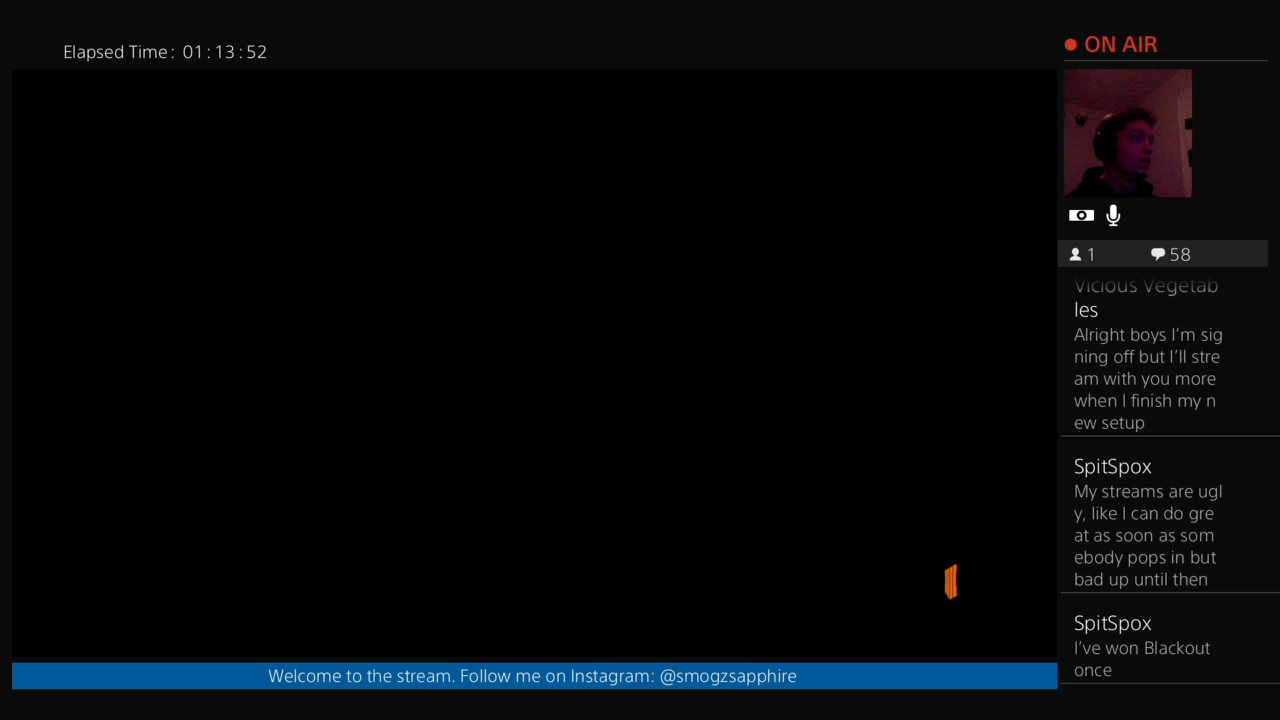 Elapsed Time: 01:13:52
ON AIR
1
58
Vicious Vegetab
les
Alright boys I'm sig
ning off but I'll stre
am with you more
when I finish my n
ew setup
SpitSpox
My streams are ugl
y, like I can do gre
at as soon as som
ebody pops in but
bad up until then
SpitSpox
I've won Blackout
once
Welcome to the stream. Follow me on Instagram: @smogzsapphire